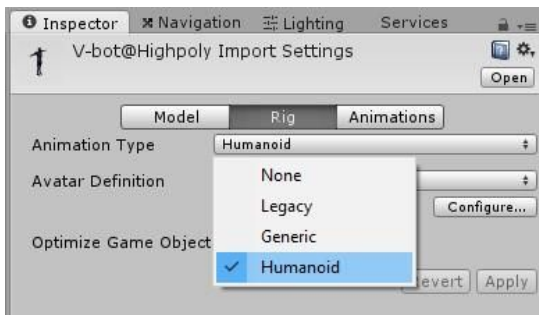 Inspector Navigation Lighting Services
V-bot@Highpoly Import Settings
Open
Model Rig Animations
Animation Type Humanoid
None
Avatar Definition
Legacy
Configure...
Generic
Optimize Game Object
Humanoid
Apply